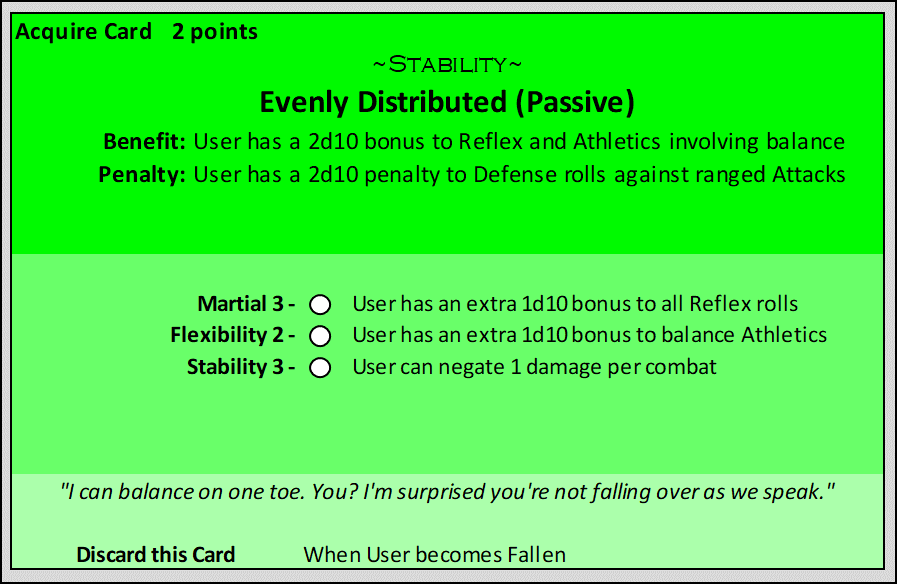 Acquire Card 2 points
~STABILITY~
Evenly Distributed (Passive)
Benefit: User has a 2d10 bonus to Reflex and Athletics involving balance
Penalty: User has a 2d10 penalty to Defense rolls against ranged Attacks
Martial 3 - User has an extra 1d10 bonus to all Reflex rolls
Flexibility 2 - User has an extra 1d10 bonus to balance Athletics
Stability 3 - User can negate 1 damage per combat
"I can balance on one toe. You? I'm surprised you're not falling over as we speak."
Discard this Card When User becomes Fallen